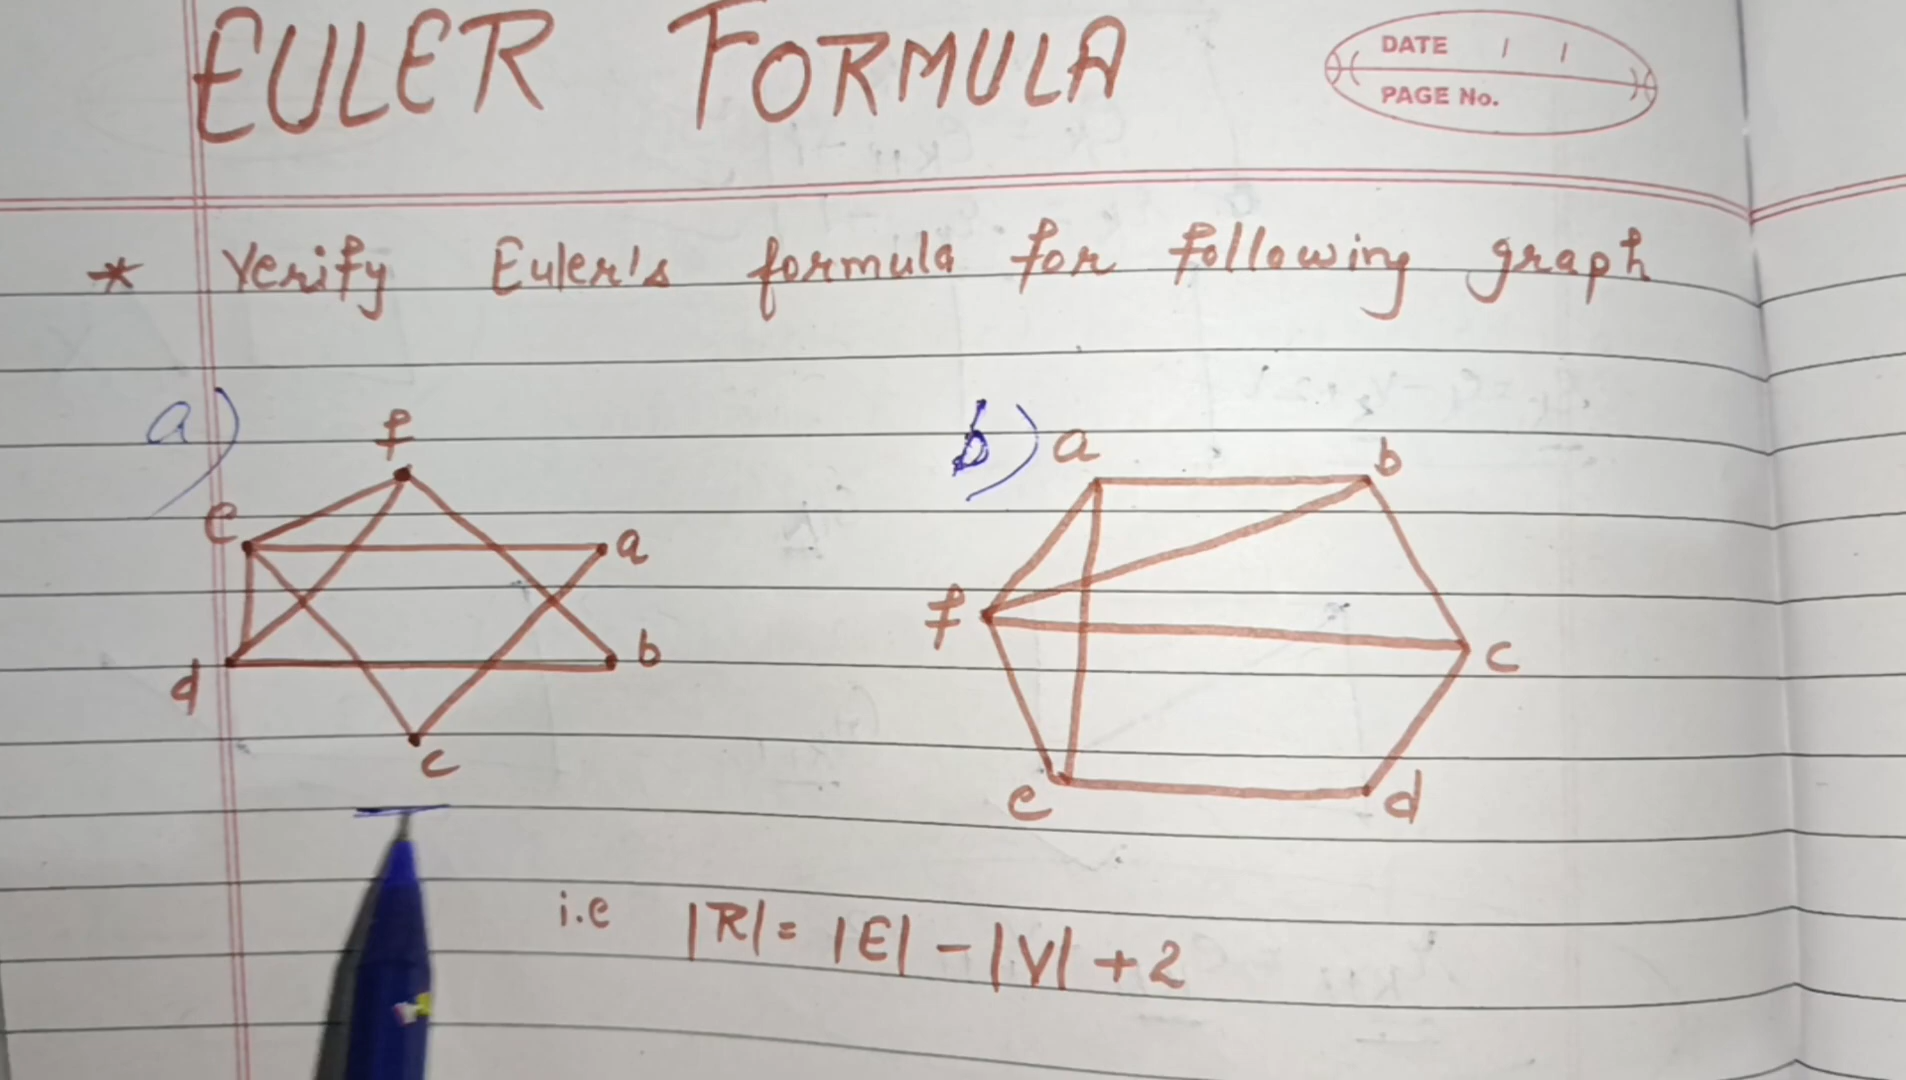 EULER FORMULA
DATE / /
PAGE No.
* Verify Euler's formula for following graph
a)
f
e
a
d
b
c
b)
a
b
f
c
e
d
i.e |R| = |E| - |V| + 2